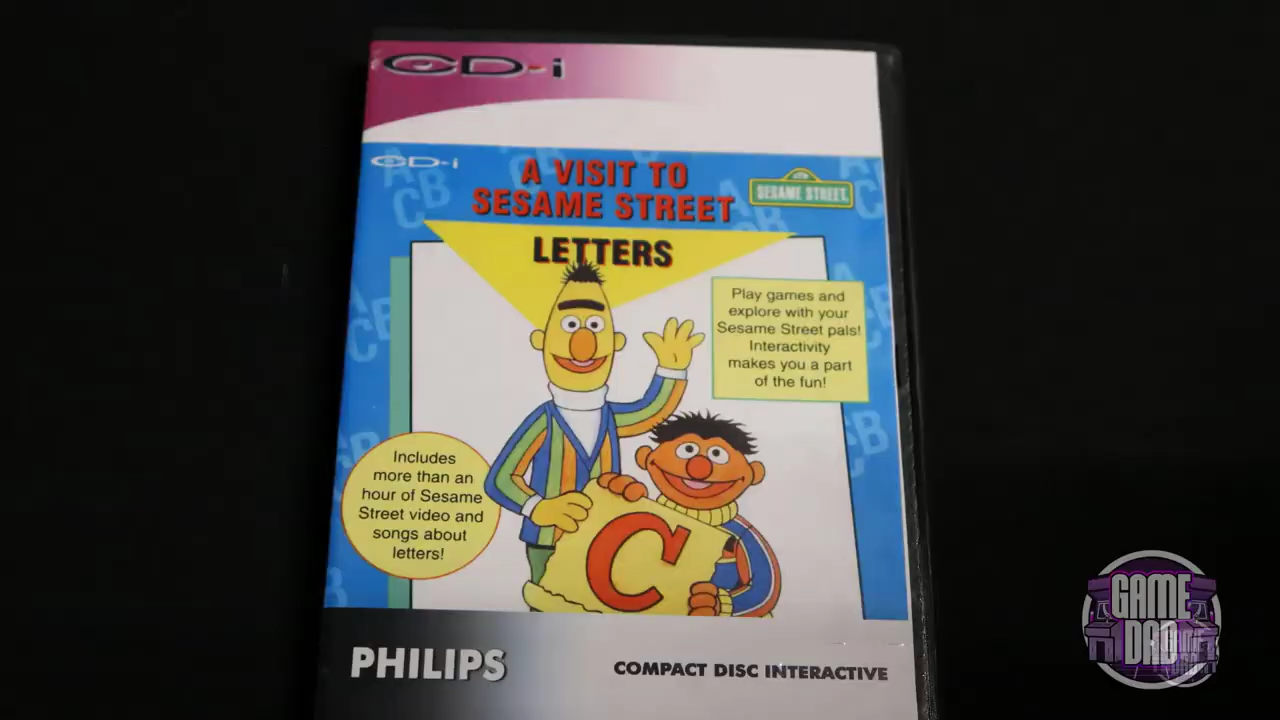 CD-i
CD-i
A VISIT TO
SESAME STREET
SESAME STREET
LETTERS
Play games and
explore with your
Sesame Street pals!
Interactivity
makes you a part
of the fun!
Includes
more than an
hour of Sesame
Street video and
songs about
letters!
C
PHILIPS
COMPACT DISC INTERACTIVE
GAME
DAD